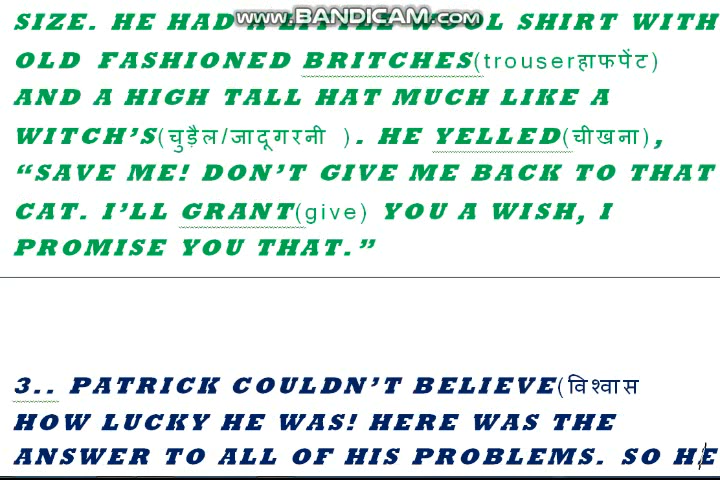 www.BANDICAM.com
SIZE. HE HAD A LITTLE WOOL SHIRT WITH
OLD FASHIONED BRITCHES(trouserहाफपेंट)
AND A HIGH TALL HAT MUCH LIKE A
WITCH’S(चुड़ैल/जादूगरनी ). HE YELLED(चीखना),
“SAVE ME! DON’T GIVE ME BACK TO THAT
CAT. I’LL GRANT(give) YOU A WISH, I
PROMISE YOU THAT.”
3.. PATRICK COULDN’T BELIEVE(विश्वास
HOW LUCKY HE WAS! HERE WAS THE
ANSWER TO ALL OF HIS PROBLEMS. SO HE